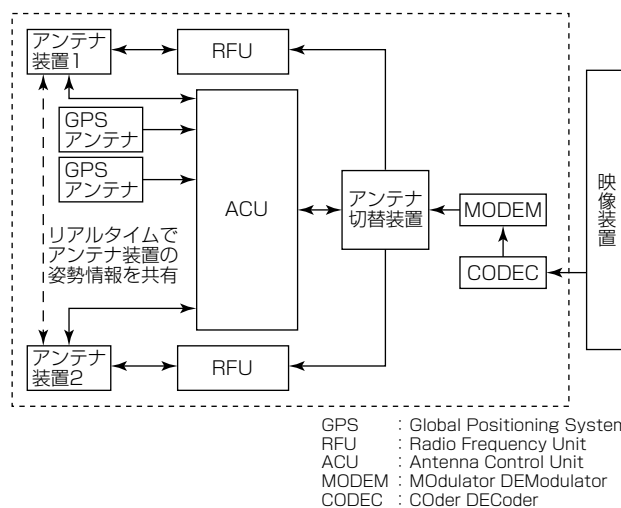 アンテナ
装置1
RFU
GPS
アンテナ
GPS
アンテナ
ACU
アンテナ
切替装置
MODEM
CODEC
映像装置
リアルタイムで
アンテナ装置の
姿勢情報を共有
アンテナ
装置2
RFU
GPS : Global Positioning System
RFU : Radio Frequency Unit
ACU : Antenna Control Unit
MODEM : MOdulator DEModulator
CODEC : COder DECoder